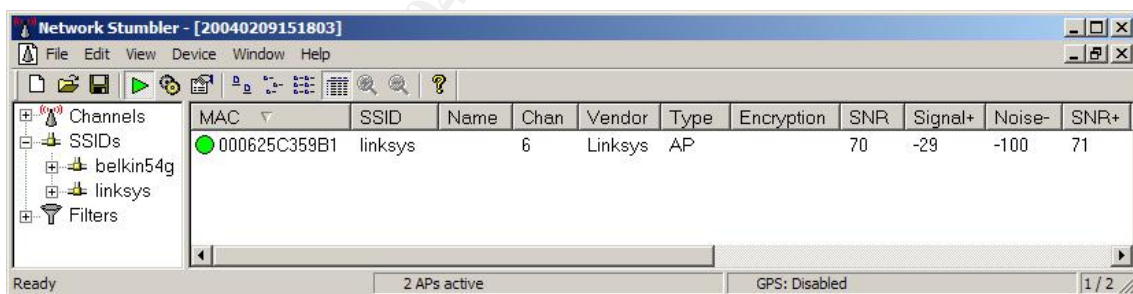 Network Stumbler - [20040209151803]
File Edit View Device Window Help
Channels
SSIDs
belkin54g
linksys
Filters
MAC SSID Name Chan Vendor Type Encryption SNR Signal+ Noise- SNR+
000625C359B1 linksys 6 Linksys AP 70 -29 -100 71
Ready 2 APs active GPS: Disabled 1 / 2